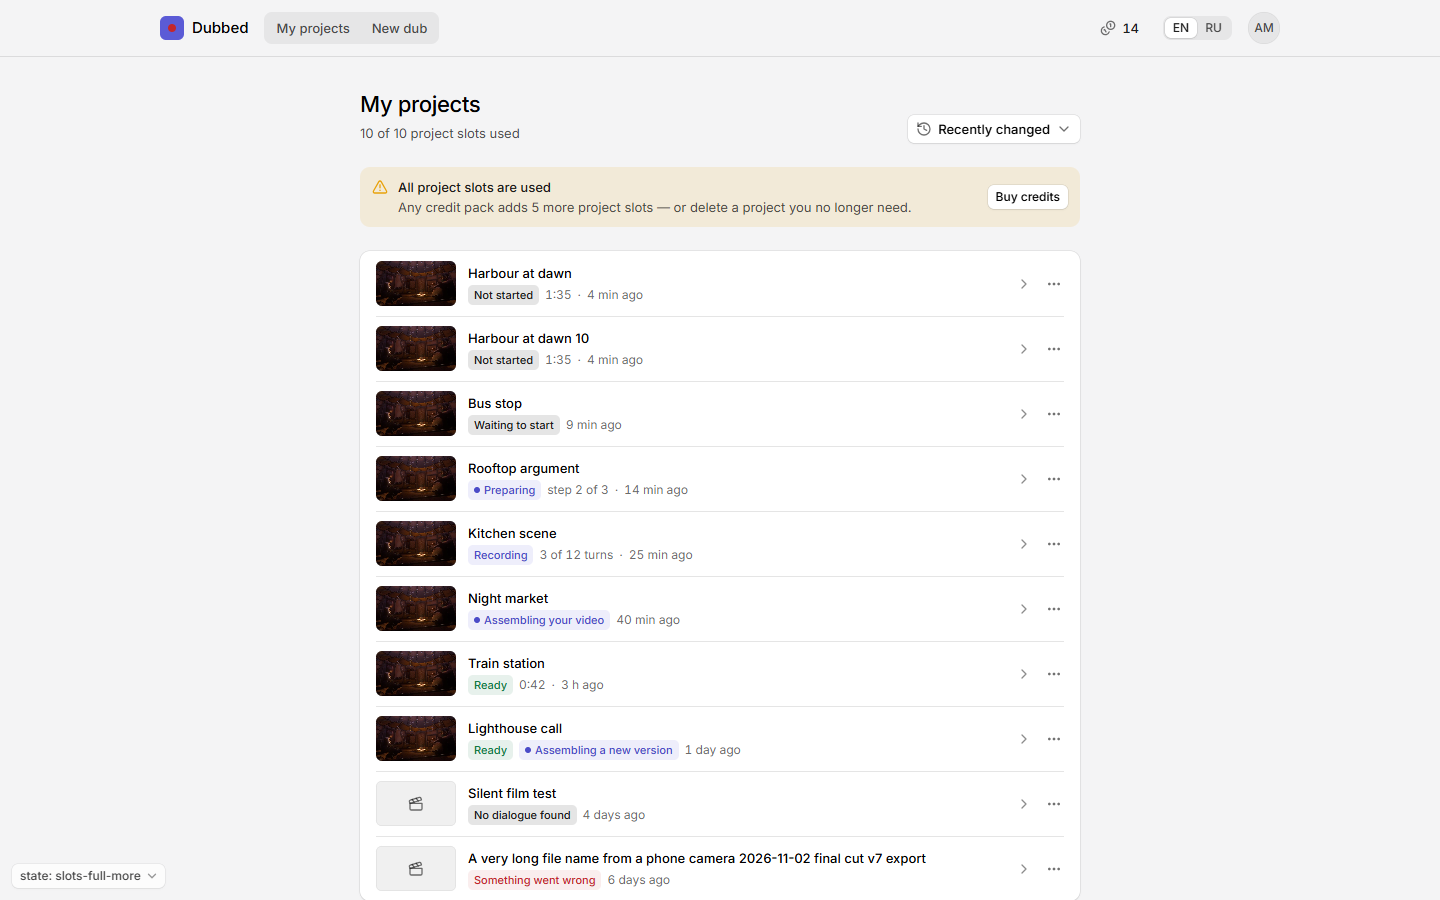 Dubbed
My projects
New dub
14
EN
RU
AM
My projects
10 of 10 project slots used
Recently changed
All project slots are used
Any credit pack adds 5 more project slots — or delete a project you no longer need.
Buy credits
Harbour at dawn
Not started 1:35 · 4 min ago
Harbour at dawn 10
Not started 1:35 · 4 min ago
Bus stop
Waiting to start 9 min ago
Rooftop argument
Preparing step 2 of 3 · 14 min ago
Kitchen scene
Recording 3 of 12 turns · 25 min ago
Night market
Assembling your video 40 min ago
Train station
Ready 0:42 · 3 h ago
Lighthouse call
Ready Assembling a new version 1 day ago
Silent film test
No dialogue found 4 days ago
A very long file name from a phone camera 2026-11-02 final cut v7 export
Something went wrong 6 days ago
state: slots-full-more